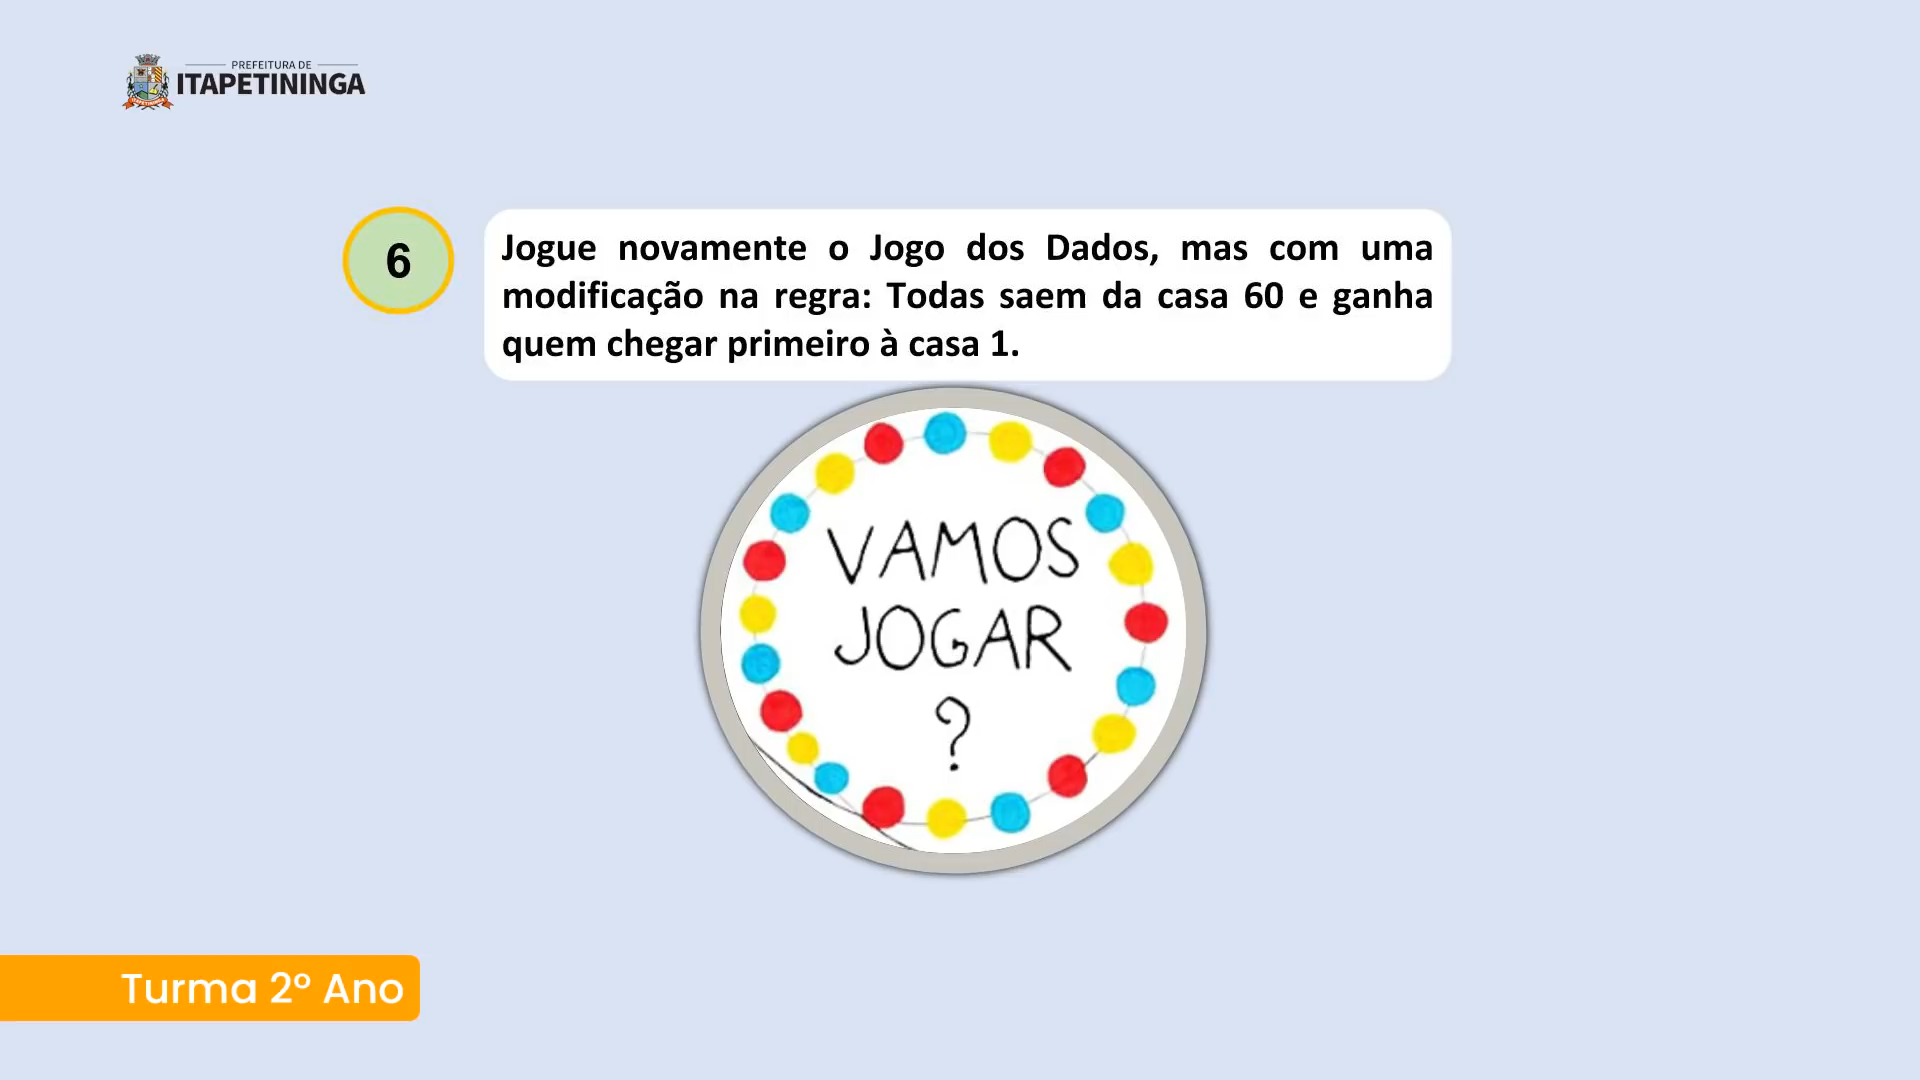 PREFEITURA DE
ITAPETININGA
6
Jogue novamente o Jogo dos Dados, mas com uma
modificação na regra: Todas saem da casa 60 e ganha
quem chegar primeiro à casa 1.
VAMOS
JOGAR
?
Turma 2º Ano